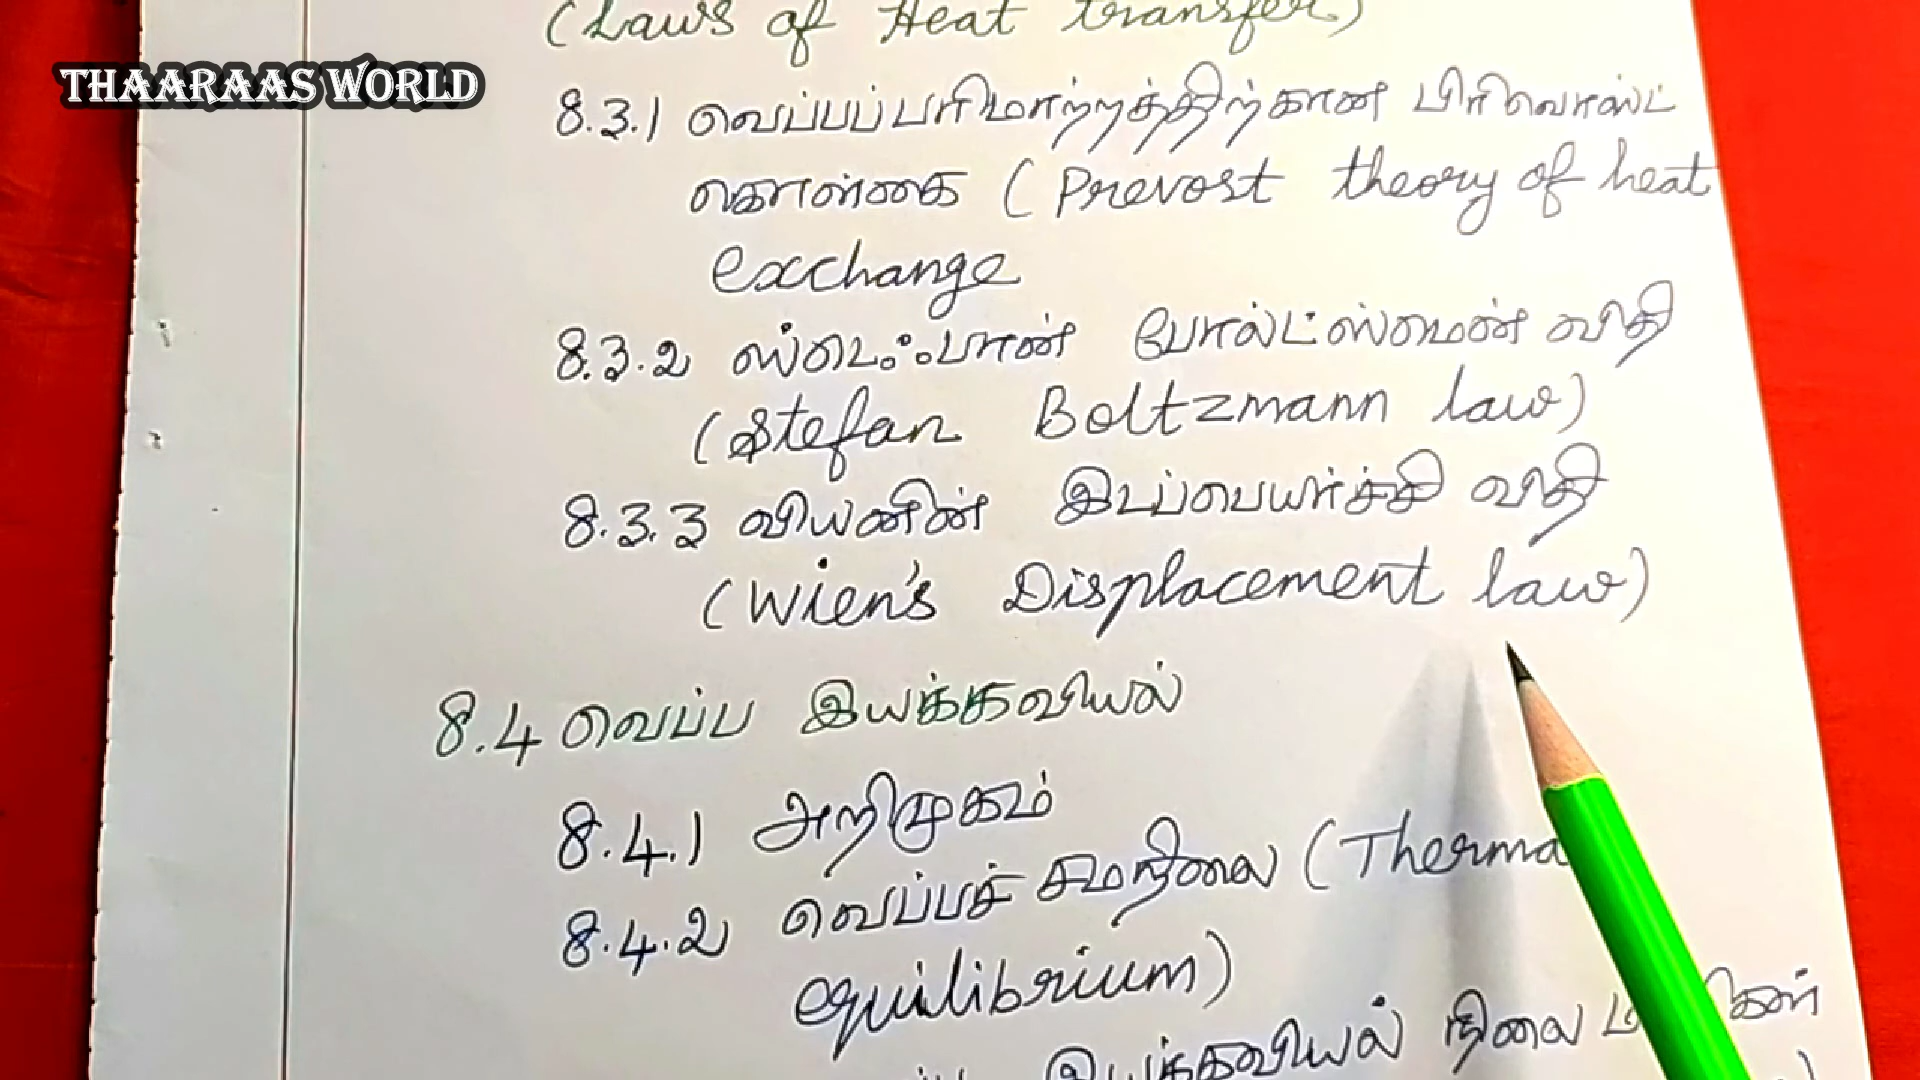 (Laws of Heat transfer)
THAARAAS WORLD
8.3.1 வெப்பப்பரிமாற்றத்திற்கான பிரிவோஸ்ட்
கொள்கை (Prevost theory of heat
exchange
8.3.2 ஸ்டெஃபான் போல்ட்ஸ்மேன் விதி
(Stefan Boltzmann law)
8.3.3 வியனின் இடப்பெயர்ச்சி விதி
(Wien's Displacement law)
8.4 வெப்ப இயக்கவியல்
8.4.1 அறிமுகம்
8.4.2 வெப்பச் சமநிலை (Therma
equilibrium)
இயக்கவியல் நிலை